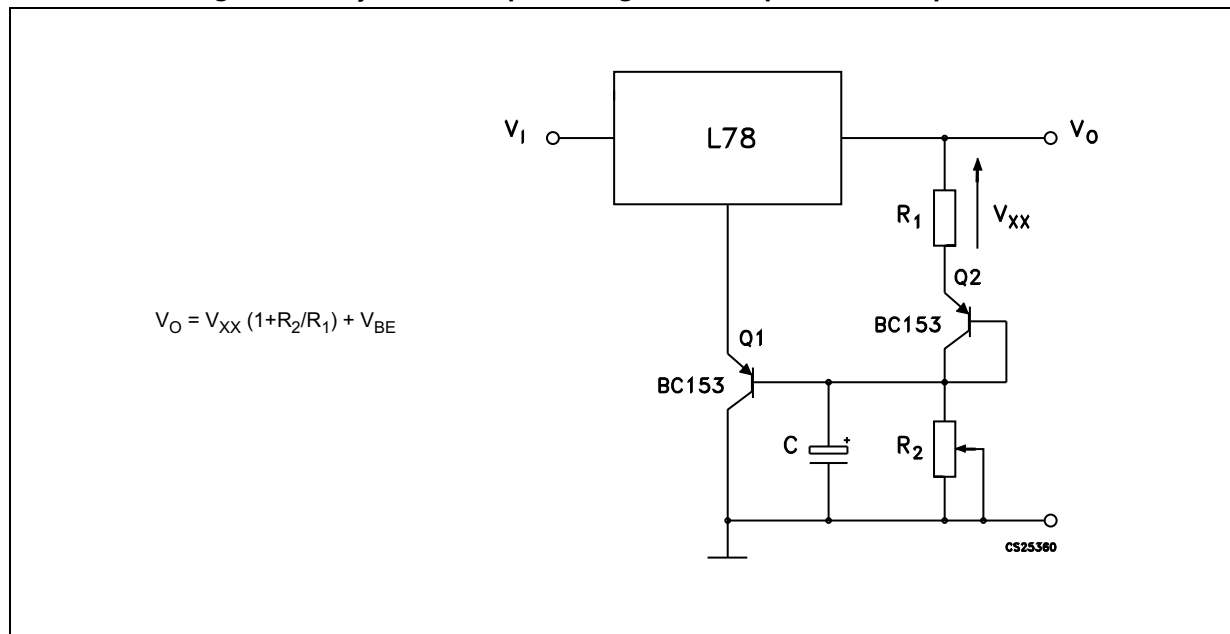 V_I
L78
V_O
R_1
V_XX
Q2
BC153
V_O = V_XX (1+R_2/R_1) + V_BE
Q1
BC153
C
+
R_2
CS25360